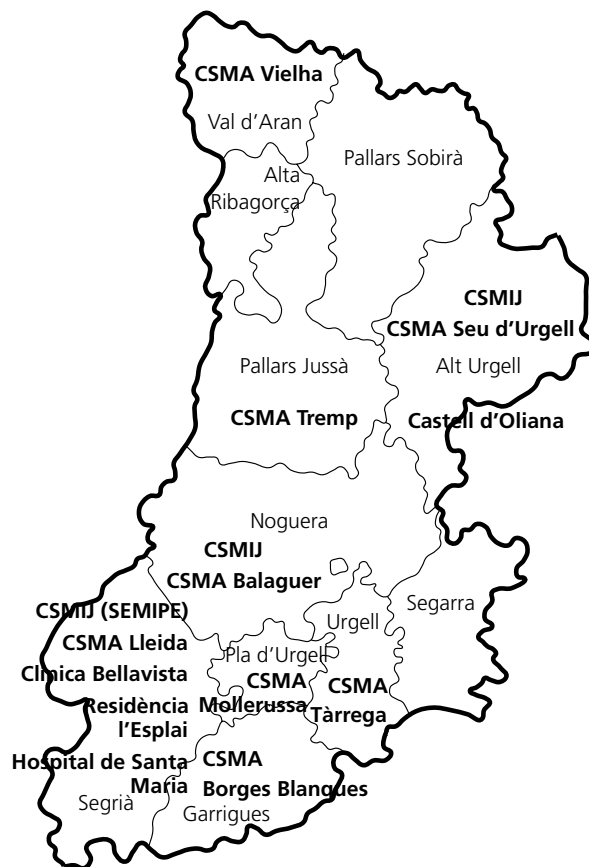 CSMA Vielha
Val d’Aran
Pallars Sobirà
Alta
Ribagorça
CSMIJ
CSMA Seu d’Urgell
Alt Urgell
Pallars Jussà
CSMA Tremp
Castell d’Oliana
Noguera
CSMIJ
CSMA Balaguer
Segarra
CSMIJ (SEMIPE)
Urgell
CSMA Lleida
Pla d’Urgell
Clínica Bellavista
CSMA
Mollerussa
CSMA
Tàrrega
Residència
l’Esplai
Hospital de Santa
Maria
CSMA
Borges Blanques
Segrià
Garrigues